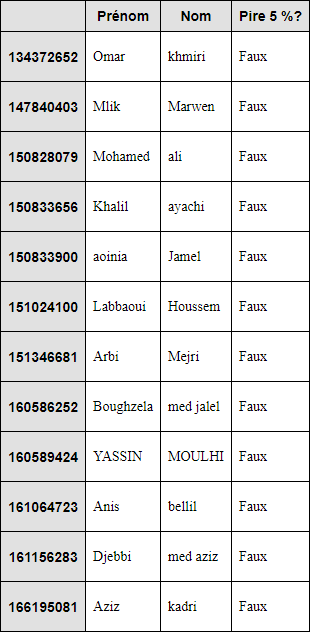 Prénom Nom Pire 5 %?
134372652 Omar khmiri Faux
147840403 Mlik Marwen Faux
150828079 Mohamed ali Faux
150833656 Khalil ayachi Faux
150833900 aoinia Jamel Faux
151024100 Labbaoui Houssem Faux
151346681 Arbi Mejri Faux
160586252 Boughzela med jalel Faux
160589424 YASSIN MOULHI Faux
161064723 Anis bellil Faux
161156283 Djebbi med aziz Faux
166195081 Aziz kadri Faux